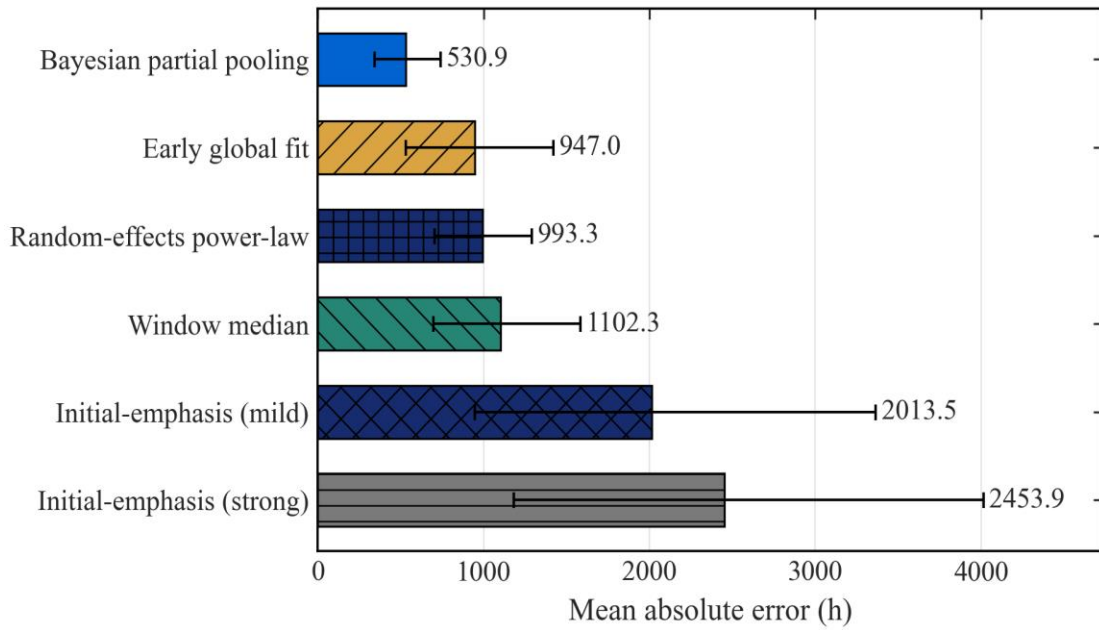 Bayesian partial pooling 530.9
Early global fit 947.0
Random-effects power-law 993.3
Window median 1102.3
Initial-emphasis (mild) 2013.5
Initial-emphasis (strong) 2453.9
0 1000 2000 3000 4000
Mean absolute error (h)